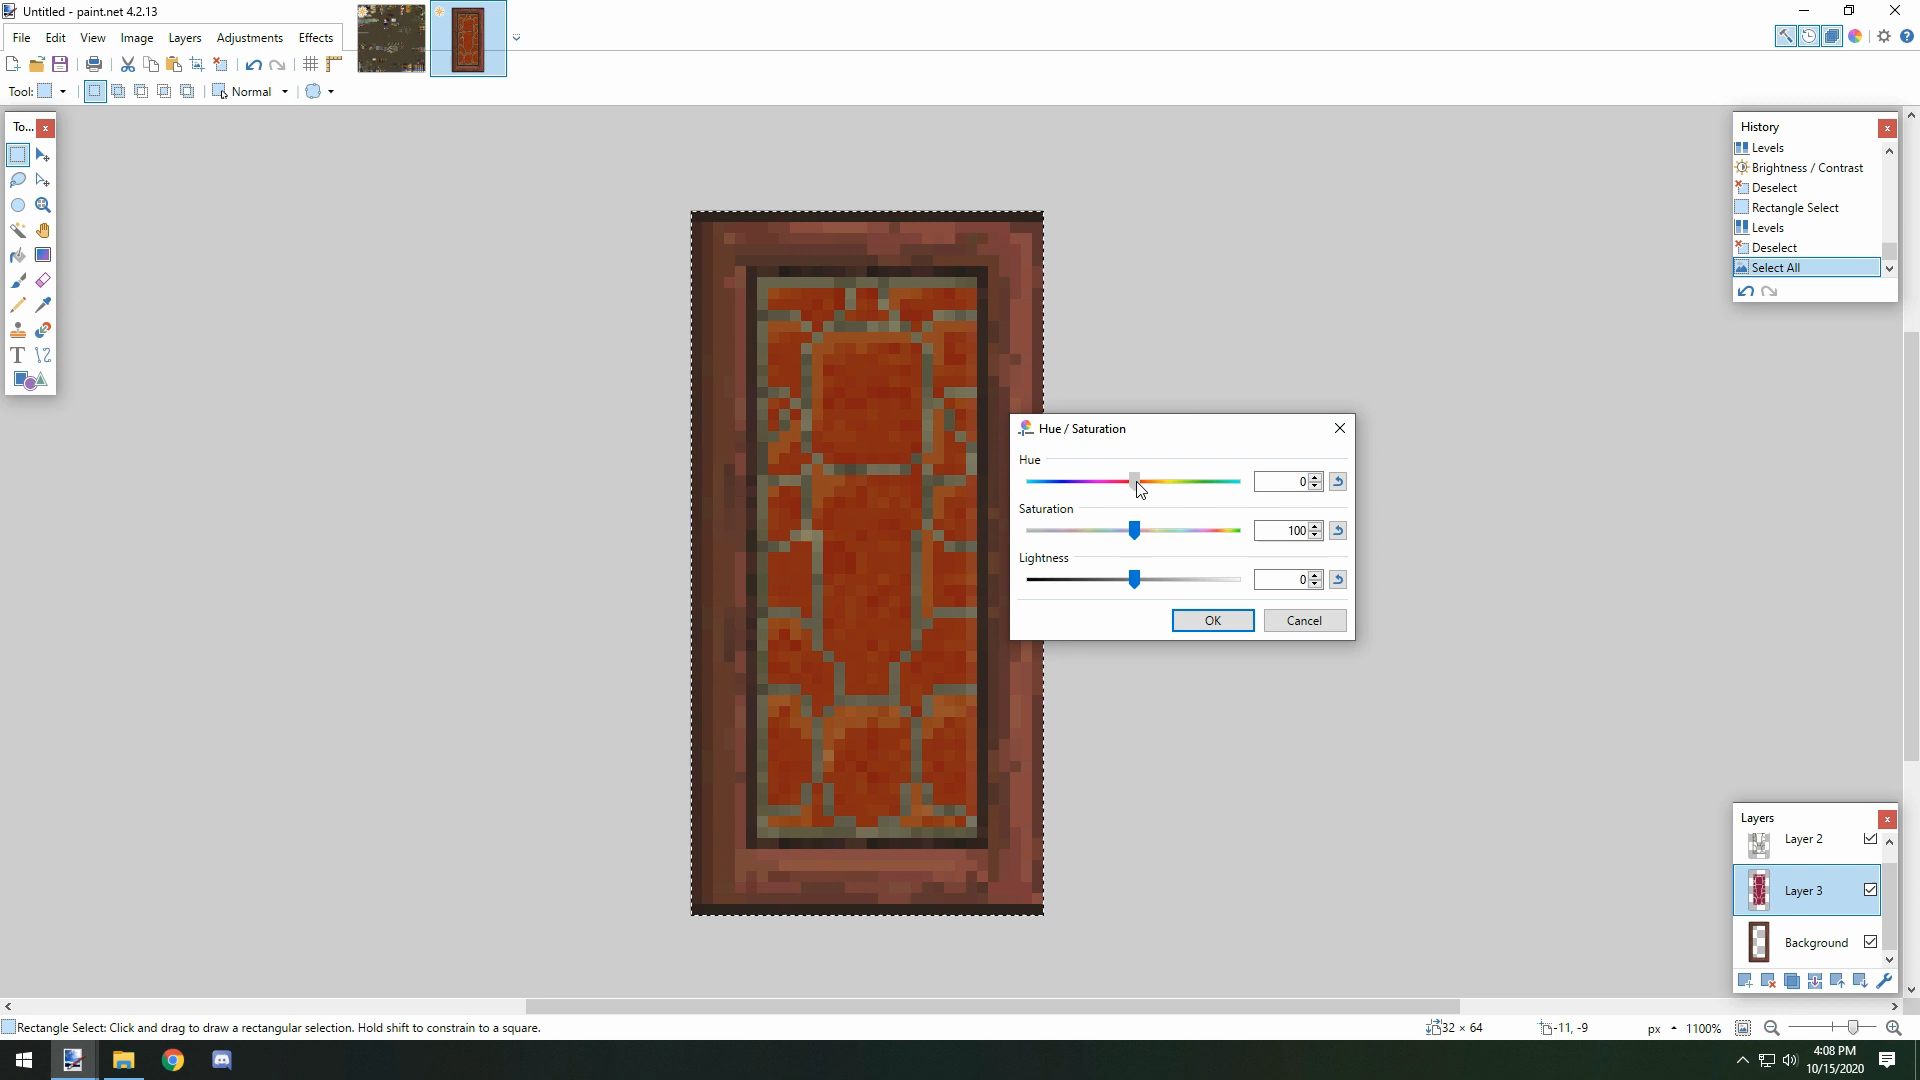 Untitled - paint.net 4.2.13
File Edit View Image Layers Adjustments Effects
Tool: Normal
To...
History
Levels
Brightness / Contrast
Deselect
Rectangle Select
Levels
Deselect
Select All
Hue / Saturation
Hue
0
Saturation
100
Lightness
0
OK Cancel
Layers
Layer 2
Layer 3
Background
Rectangle Select: Click and drag to draw a rectangular selection. Hold shift to constrain to a square.
32 × 64 -11, -9 px 1100%
4:08 PM
10/15/2020